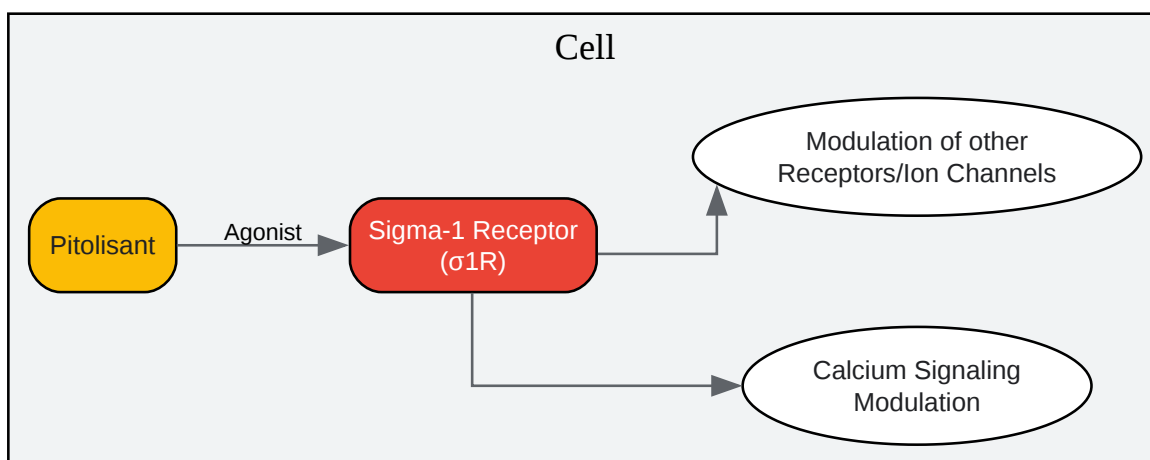 Cell
Modulation of other
Receptors/Ion Channels
Pitolisant
Agonist
Sigma-1 Receptor
(σ1R)
Calcium Signaling
Modulation